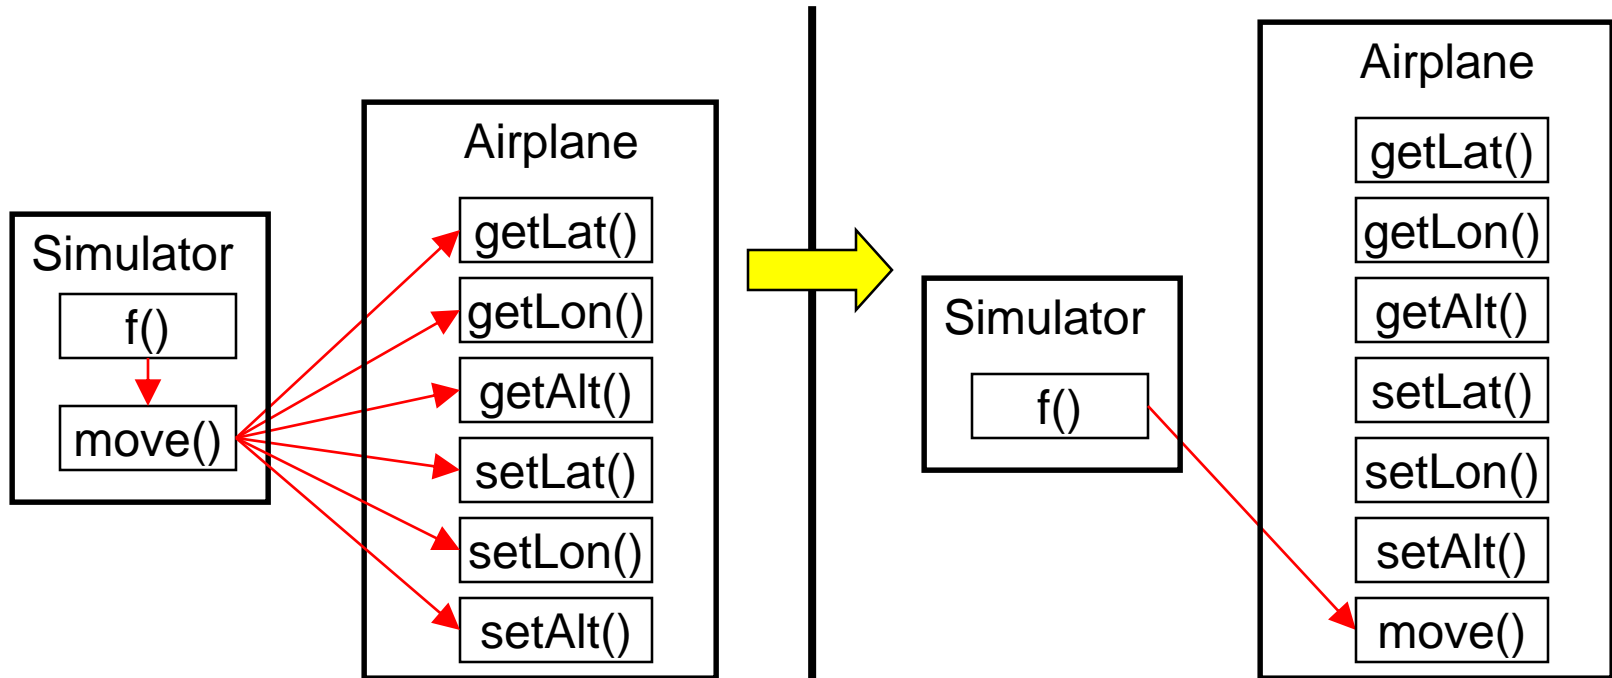 Simulator
f()
move()
Airplane
getLat()
getLon()
getAlt()
setLat()
setLon()
setAlt()
Simulator
f()
Airplane
getLat()
getLon()
getAlt()
setLat()
setLon()
setAlt()
move()